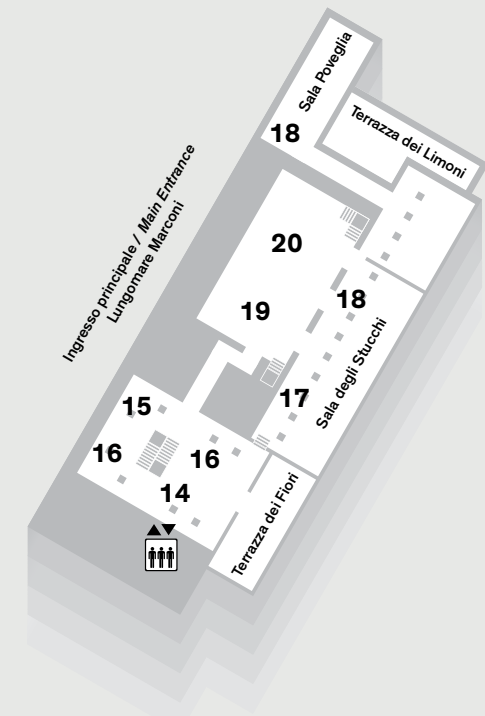 Sala Poveglia
18
Terrazza dei Limoni
Ingresso principale / Main Entrance
Lungomare Marconi
20
18
19
Sala degli Stucchi
17
15
16
16
14
Terrazza dei Fiori